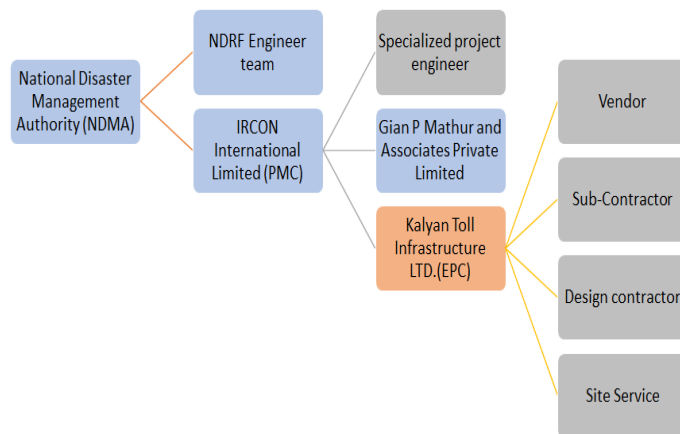 National Disaster
Management
Authority (NDMA)
NDRF Engineer
team
IRCON
International
Limited (PMC)
Specialized project
engineer
Gian P Mathur and
Associates Private
Limited
Kalyan Toll
Infrastructure
LTD.(EPC)
Vendor
Sub-Contractor
Design contractor
Site Service